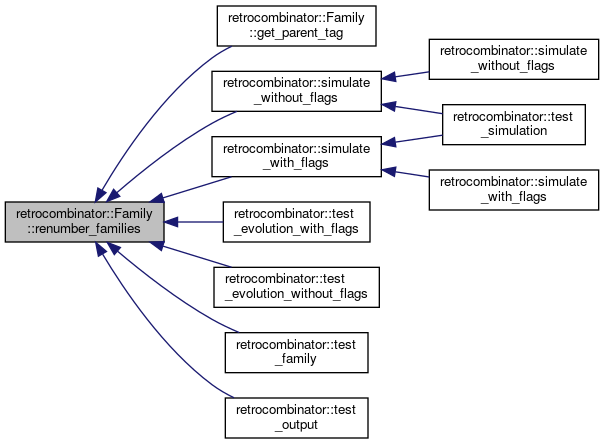 retrocombinator::Family
::get_parent_tag
retrocombinator::simulate
_without_flags
retrocombinator::simulate
_without_flags
retrocombinator::test
_simulation
retrocombinator::simulate
_with_flags
retrocombinator::simulate
_with_flags
retrocombinator::Family
::renumber_families
retrocombinator::test
_evolution_with_flags
retrocombinator::test
_evolution_without_flags
retrocombinator::test
_family
retrocombinator::test
_output